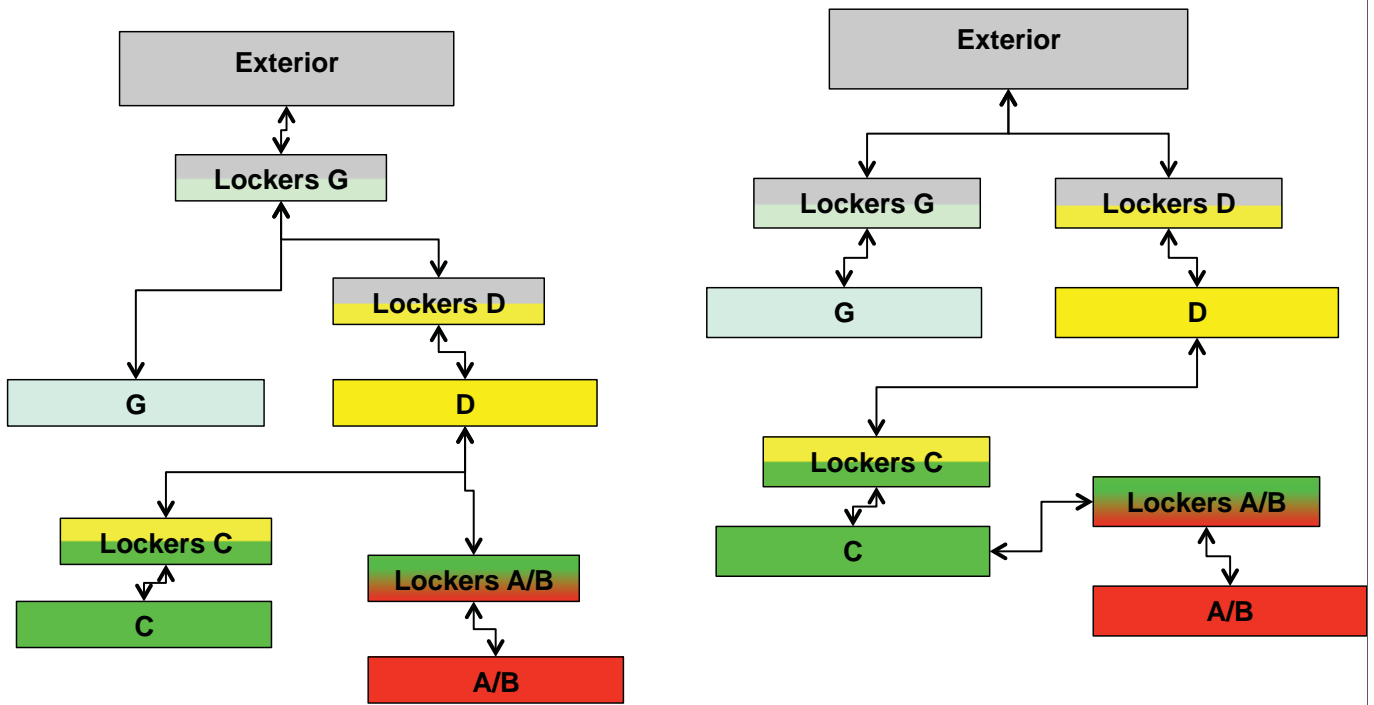 Exterior
Lockers G
Lockers D
G
D
Lockers C
Lockers A/B
C
A/B
Exterior
Lockers G
Lockers D
G
D
Lockers C
Lockers A/B
C
A/B